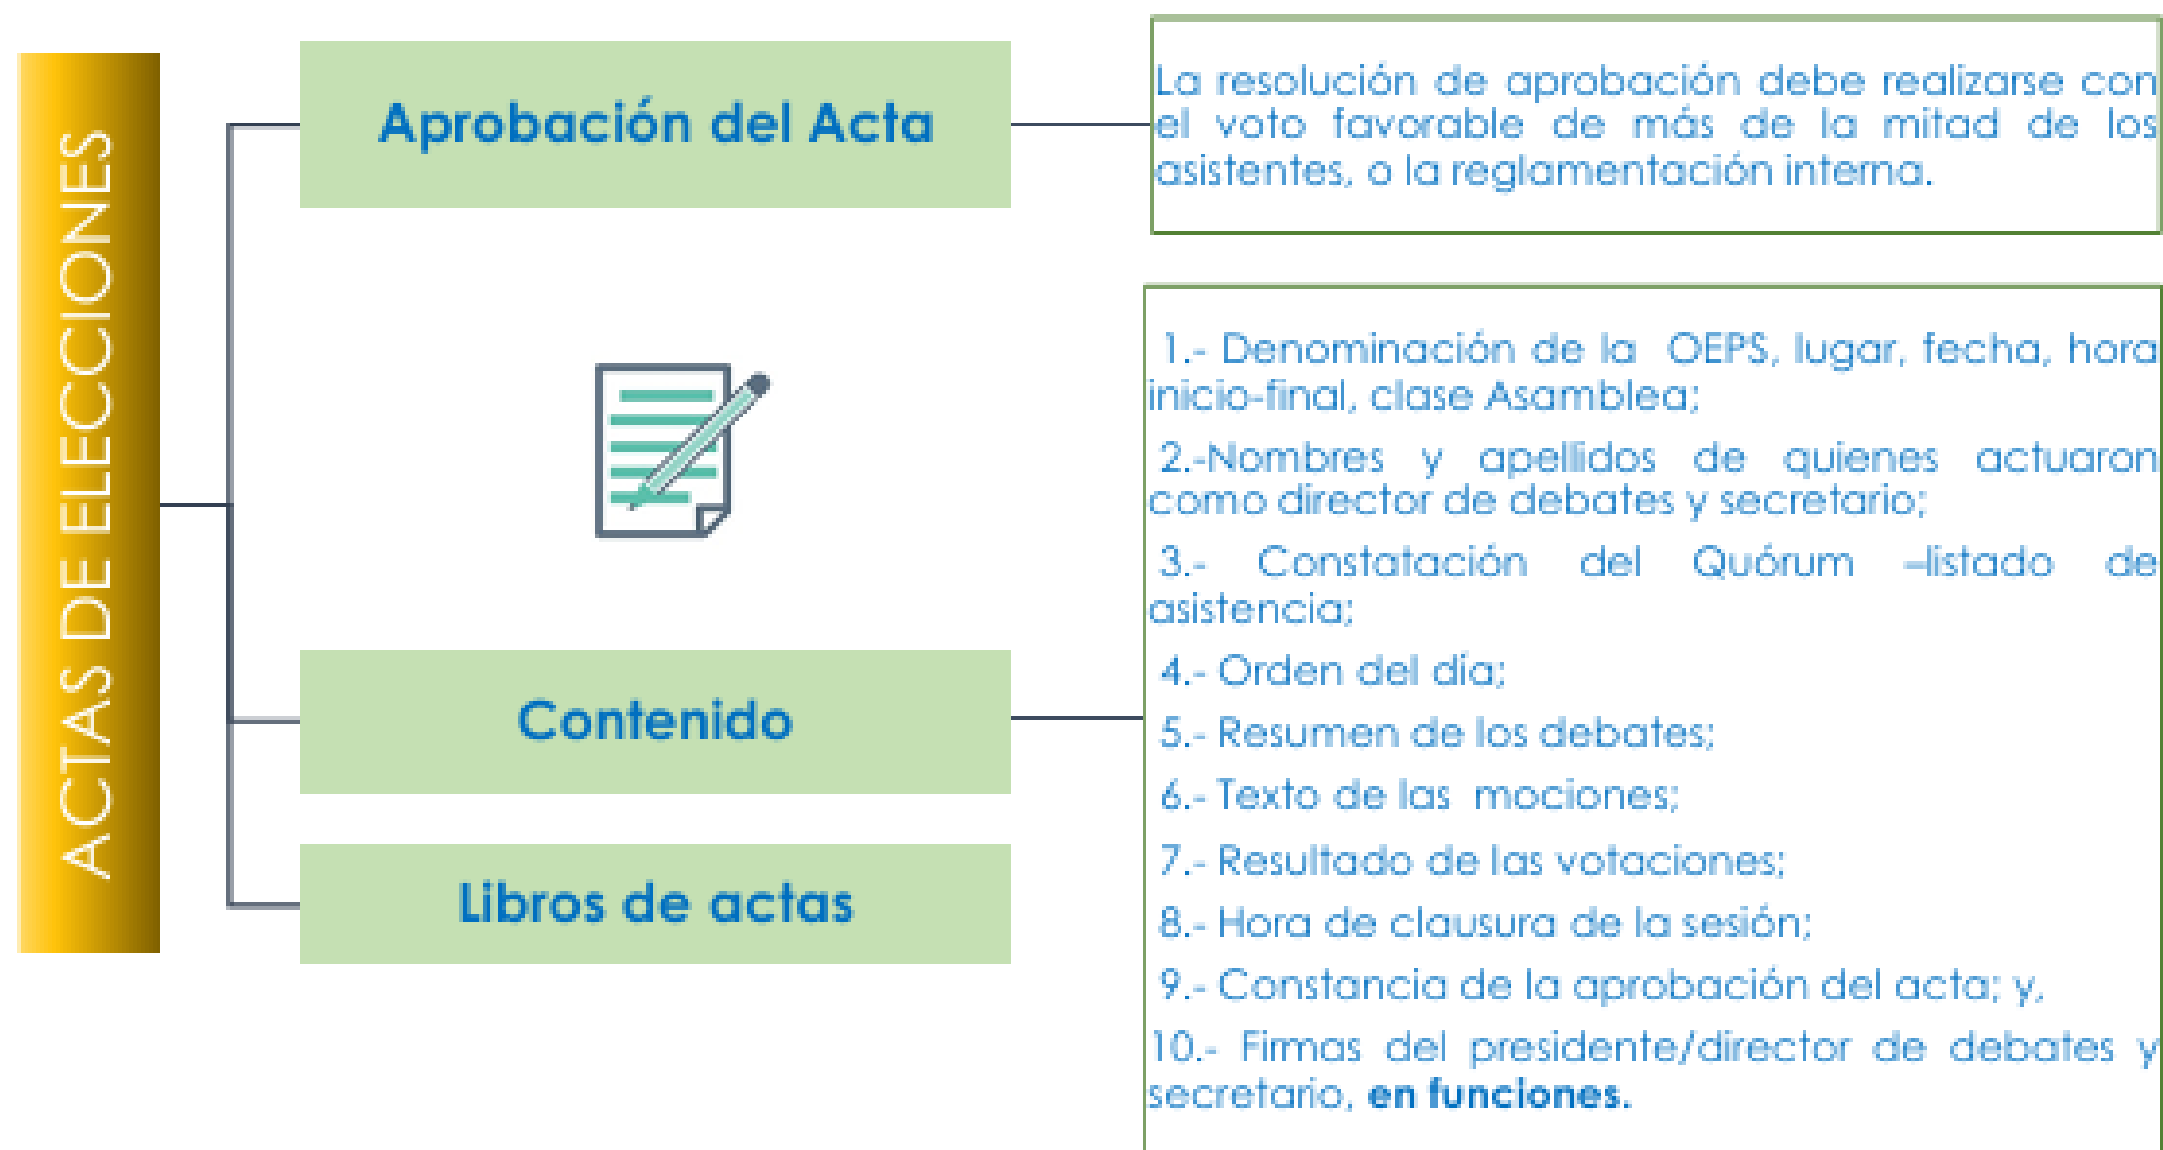 ACTAS DE ELECCIONES
Aprobación del Acta
La resolución de aprobación debe realizarse con
el voto favorable de más de la mitad de los
asistentes, o la reglamentación interna.
Contenido
1.- Denominación de la OEPS, lugar, fecha, hora
inicio-final, clase Asamblea;
2.-Nombres y apellidos de quienes actuaron
como director de debates y secretario;
3.- Constatación del Quórum –listado de
asistencia;
4.- Orden del día;
5.- Resumen de los debates;
6.- Texto de las mociones;
7.- Resultado de las votaciones;
8.- Hora de clausura de la sesión;
9.- Constancia de la aprobación del acta; y,
10.- Firmas del presidente/director de debates y
secretario, en funciones.
Libros de actas